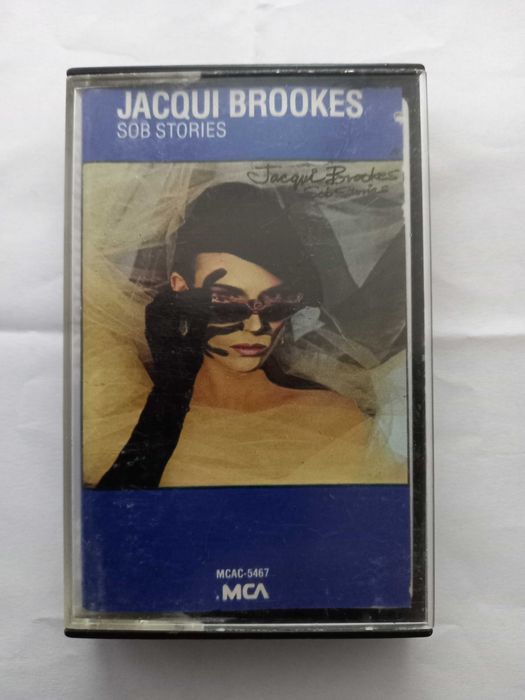 JACQUI BROOKES
SOB STORIES
Jacqui Brookes
Sob Stories
MCAC-5467
MCA